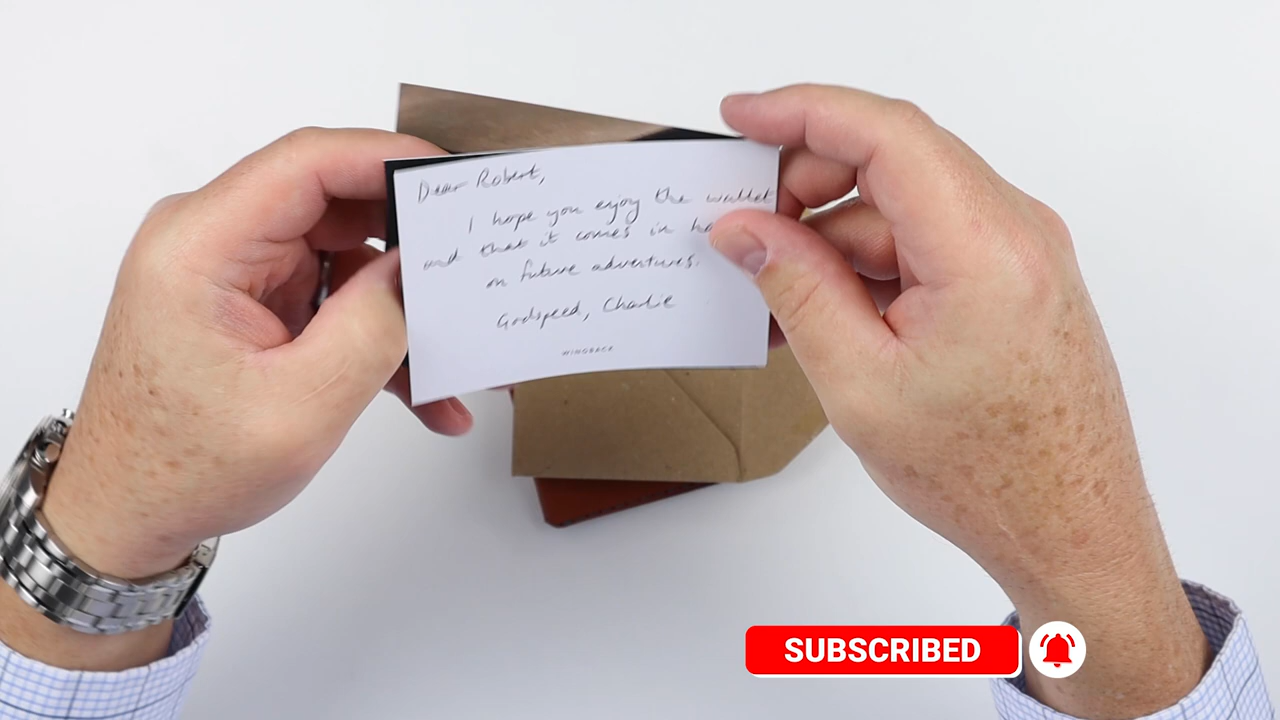 Dear Robert,
I hope you enjoy the wallet
and that it comes in
on future adventures.
Godspeed, Charlie
WINGBACK
SUBSCRIBED